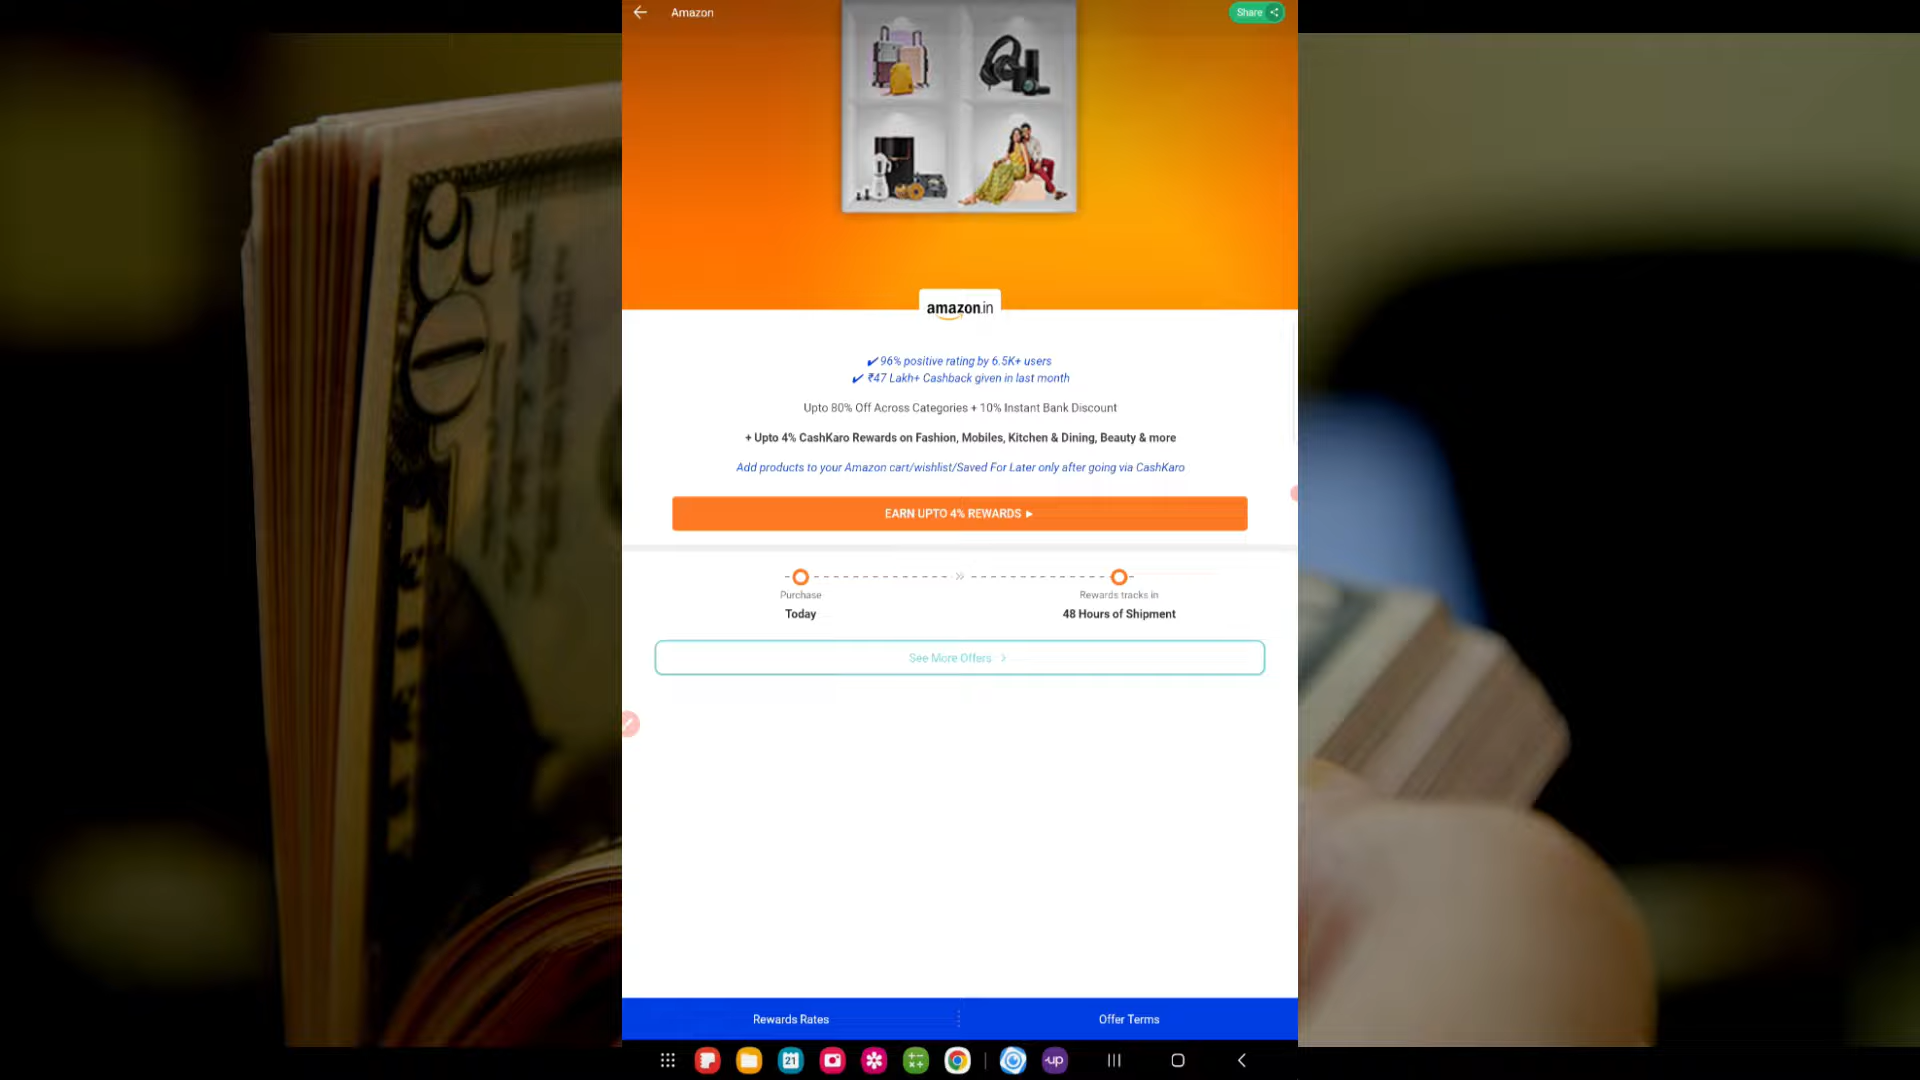 Amazon
Share
amazon.in
✔ 96% positive rating by 6.5K+ users
✔ ₹47 Lakh+ Cashback given in last month
Upto 80% Off Across Categories + 10% Instant Bank Discount
+ Upto 4% CashKaro Rewards on Fashion, Mobiles, Kitchen & Dining, Beauty & more
Add products to your Amazon cart/wishlist/Saved For Later only after going via CashKaro
EARN UPTO 4% REWARDS ►
Purchase
Today
Rewards tracks in
48 Hours of Shipment
See More Offers >
Rewards Rates
Offer Terms
21
up
50